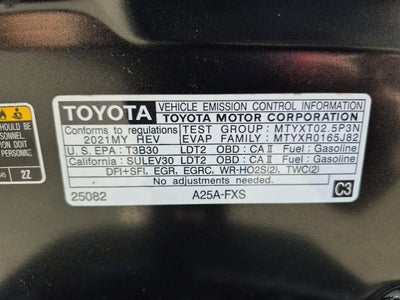 TOYOTA
VEHICLE EMISSION CONTROL INFORMATION
TOYOTA MOTOR CORPORATION
Conforms to regulations
2021MY HEV
TEST GROUP : MTYXT02.5P3N
EVAP FAMILY : MTYXR0165J82
U.S. EPA : T3B30 LDT2 OBD : CA II Fuel : Gasoline
California : SULEV30 LDT2 OBD : CA II Fuel : Gasoline
DFI+SFI, EGR, EGRC, WR-HO2S(2), TWC(2)
No adjustments needed.
25082 A25A-FXS C3
PERSONNEL.
2Z